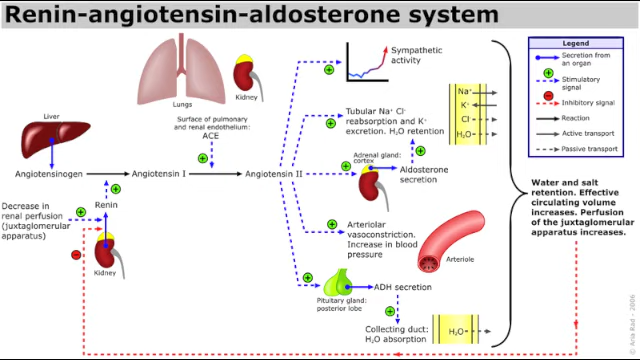 Renin-angiotensin-aldosterone system
Legend
Secretion from
an organ
Stimulatory
signal
Inhibitory signal
Reaction
Active transport
Passive transport
Sympathetic
activity
Lungs
Kidney
Liver
Surface of pulmonary
and renal endothelium:
ACE
Tubular Na⁺ Cl⁻
reabsorption and K⁺
excretion. H₂O retention
Na⁺
K⁺
Cl⁻
H₂O
Adrenal gland:
cortex
Angiotensinogen
Angiotensin I
Angiotensin II
Aldosterone
secretion
Decrease in
renal perfusion
(juxtaglomerular
apparatus)
Renin
Kidney
Water and salt
retention. Effective
circulating volume
increases. Perfusion
of the juxtaglomerular
apparatus increases.
Arteriolar
vasoconstriction.
Increase in blood
pressure
Arteriole
ADH secretion
Pituitary gland:
posterior lobe
Collecting duct:
H₂O absorption
H₂O
© Aria Rad - 2006